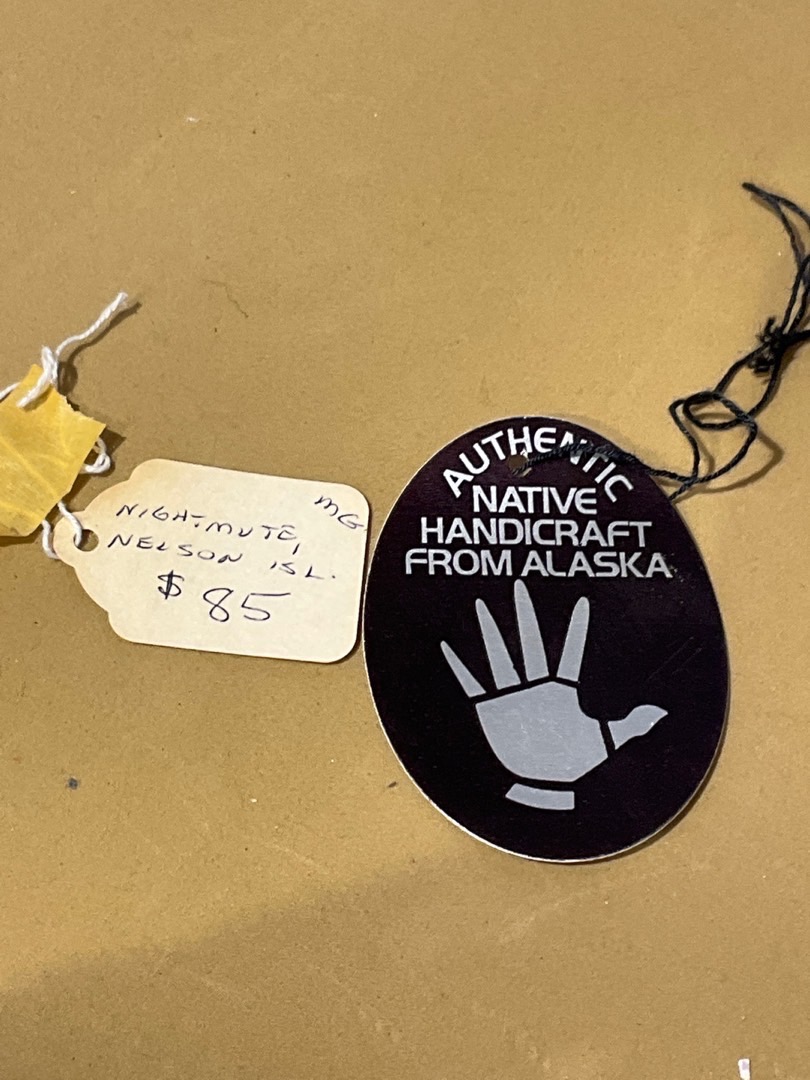 MG
NIGHTMUTE,
NELSON ISL.
$85
AUTHENTIC
NATIVE
HANDICRAFT
FROM ALASKA